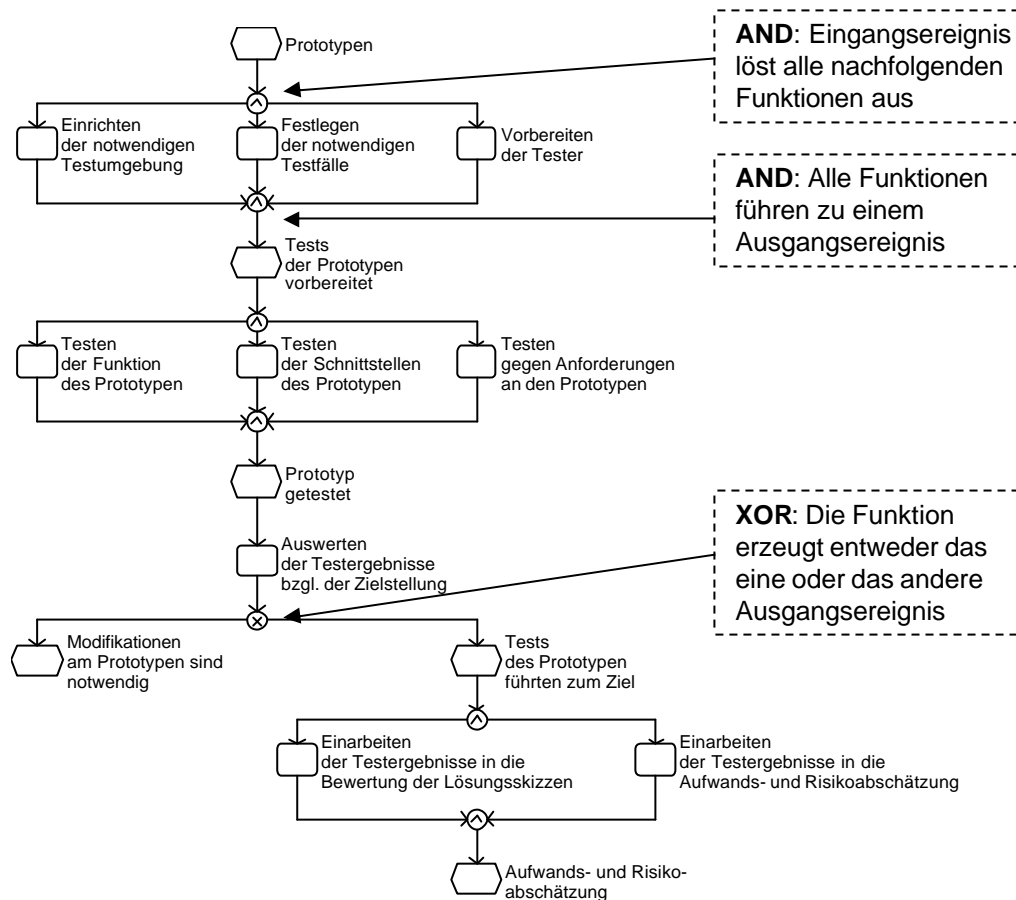 Prototypen
AND: Eingangsereignis
löst alle nachfolgenden
Funktionen aus
Einrichten
der notwendigen
Testumgebung
Festlegen
der notwendigen
Testfälle
Vorbereiten
der Tester
AND: Alle Funktionen
führen zu einem
Ausgangsereignis
Tests
der Prototypen
vorbereitet
Testen
der Funktion
des Prototypen
Testen
der Schnittstellen
des Prototypen
Testen
gegen Anforderungen
an den Prototypen
Prototyp
getestet
XOR: Die Funktion
erzeugt entweder das
eine oder das andere
Ausgangsereignis
Auswerten
der Testergebnisse
bzgl. der Zielstellung
Modifikationen
am Prototypen sind
notwendig
Tests
des Prototypen
führten zum Ziel
Einarbeiten
der Testergebnisse in die
Bewertung der Lösungsskizzen
Einarbeiten
der Testergebnisse in die
Aufwands- und Risikoabschätzung
Aufwands- und Risiko-
abschätzung